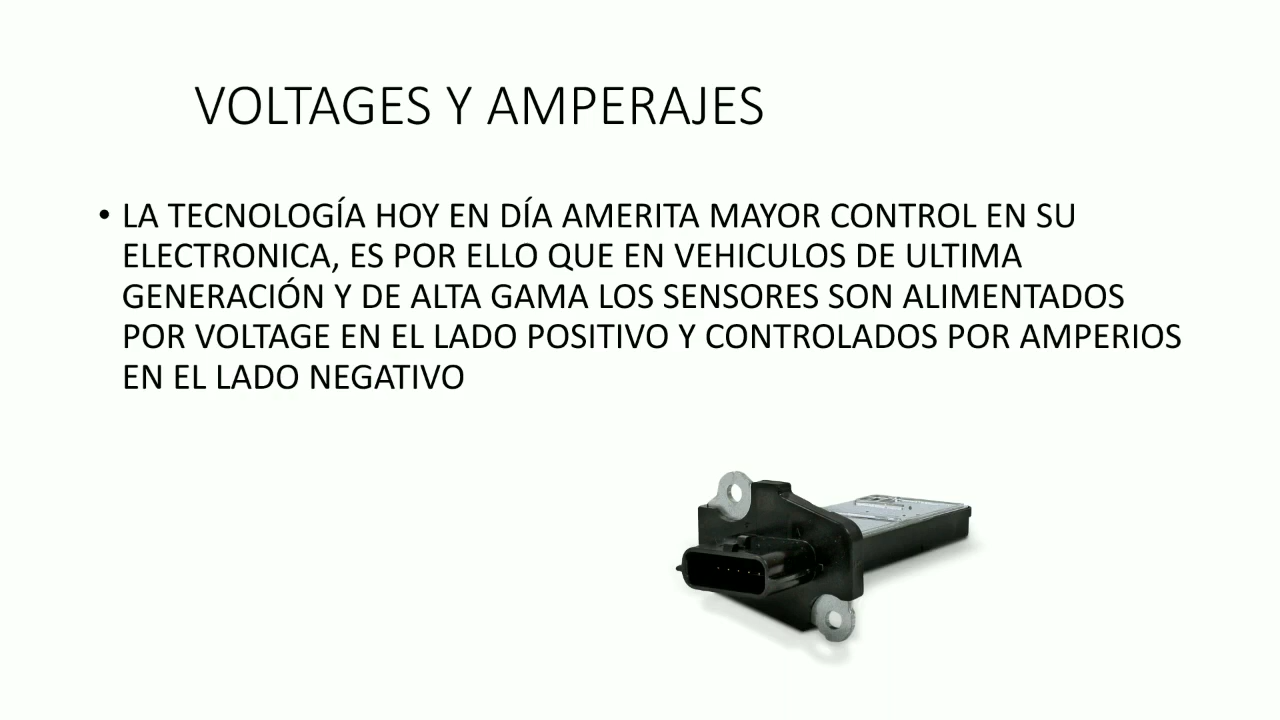 VOLTAGES Y AMPERAJES
• LA TECNOLOGÍA HOY EN DÍA AMERITA MAYOR CONTROL EN SU
ELECTRONICA, ES POR ELLO QUE EN VEHICULOS DE ULTIMA
GENERACIÓN Y DE ALTA GAMA LOS SENSORES SON ALIMENTADOS
POR VOLTAGE EN EL LADO POSITIVO Y CONTROLADOS POR AMPERIOS
EN EL LADO NEGATIVO